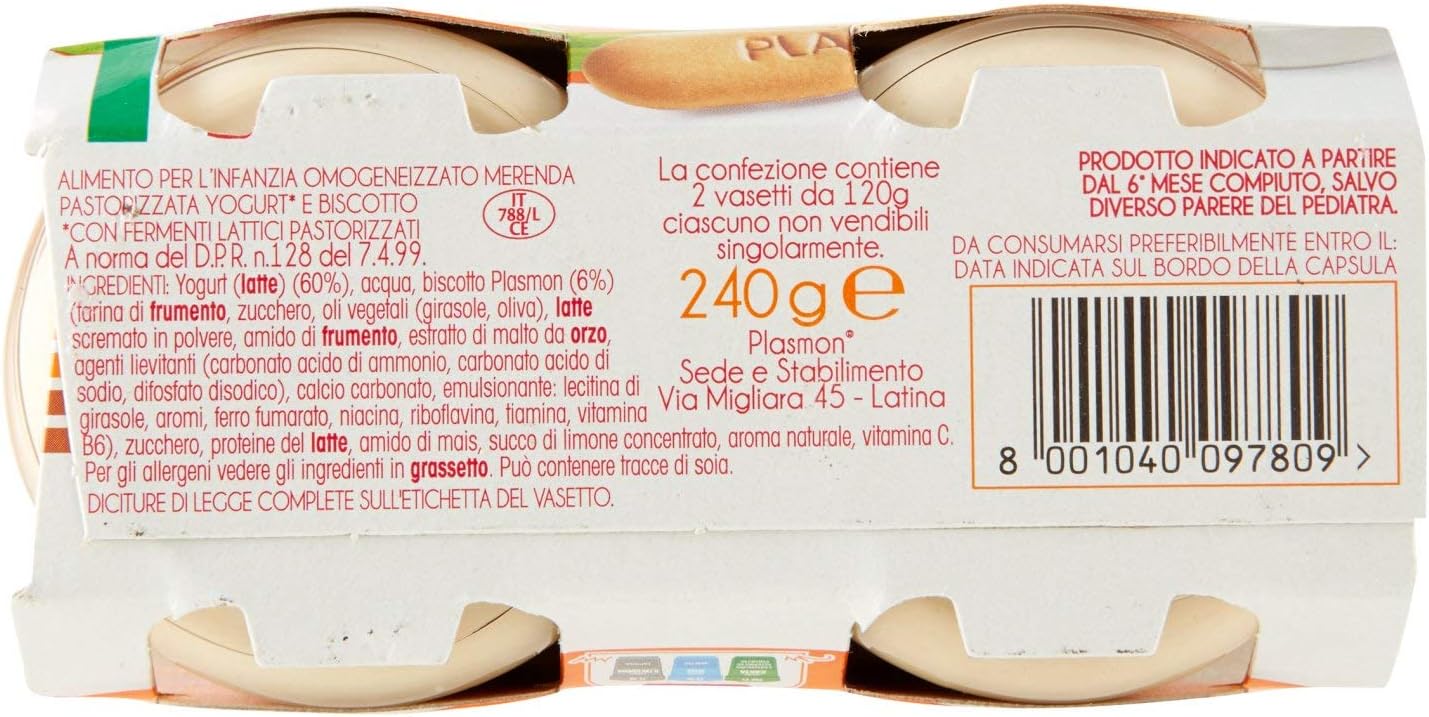 PLA
ALIMENTO PER L'INFANZIA OMOGENEIZZATO MERENDA
PASTORIZZATA YOGURT* E BISCOTTO
*CON FERMENTI LATTICI PASTORIZZATI
A norma del D.P.R. n.128 del 7.4.99.
IT
788/L
CE
INGREDIENTI: Yogurt (latte) (60%), acqua, biscotto Plasmon (6%)
(farina di frumento, zucchero, oli vegetali (girasole, oliva), latte
scremato in polvere, amido di frumento, estratto di malto da orzo,
agenti lievitanti (carbonato acido di ammonio, carbonato acido di
sodio, difosfato disodico), calcio carbonato, emulsionante: lecitina di
girasole, aromi, ferro fumarato, niacina, riboflavina, tiamina, vitamina
B6), zucchero, proteine del latte, amido di mais, succo di limone concentrato, aroma naturale, vitamina C.
Per gli allergeni vedere gli ingredienti in grassetto. Può contenere tracce di soia.
DICITURE DI LEGGE COMPLETE SULL'ETICHETTA DEL VASETTO.
La confezione contiene
2 vasetti da 120g
ciascuno non vendibili
singolarmente.
240 g e
Plasmon®
Sede e Stabilimento
Via Migliara 45 - Latina
PRODOTTO INDICATO A PARTIRE
DAL 6° MESE COMPIUTO, SALVO
DIVERSO PARERE DEL PEDIATRA.
DA CONSUMARSI PREFERIBILMENTE ENTRO IL:
DATA INDICATA SUL BORDO DELLA CAPSULA
8 001040 097809 >